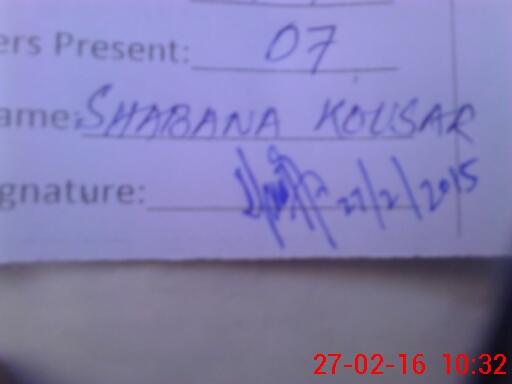 ers Present: 07
ame: SHABANA KOUSAR
gnature: 27/2/2015
27-02-16 10:32